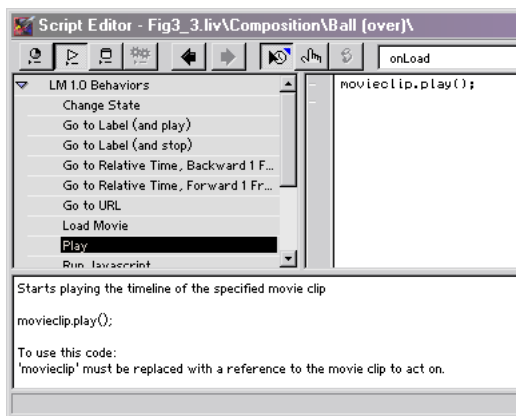 Script Editor - Fig3_3.liv\Composition\Ball (over)\
onLoad
LM 1.0 Behaviors
Change State
Go to Label (and play)
Go to Label (and stop)
Go to Relative Time, Backward 1 F...
Go to Relative Time, Forward 1 Fr...
Go to URL
Load Movie
Play
Run Javascript
movieclip.play();
Starts playing the timeline of the specified movie clip
movieclip.play();
To use this code:
'movieclip' must be replaced with a reference to the movie clip to act on.